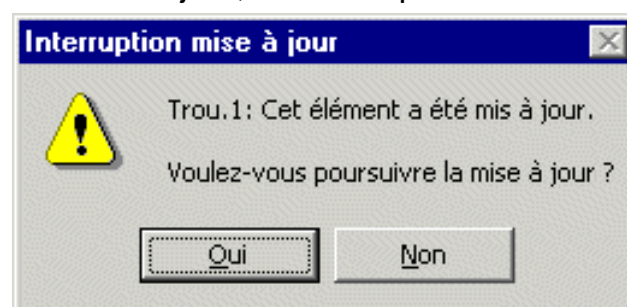 Interruption mise à jour
Trou.1: Cet élément a été mis à jour.
Voulez-vous poursuivre la mise à jour ?
Oui
Non